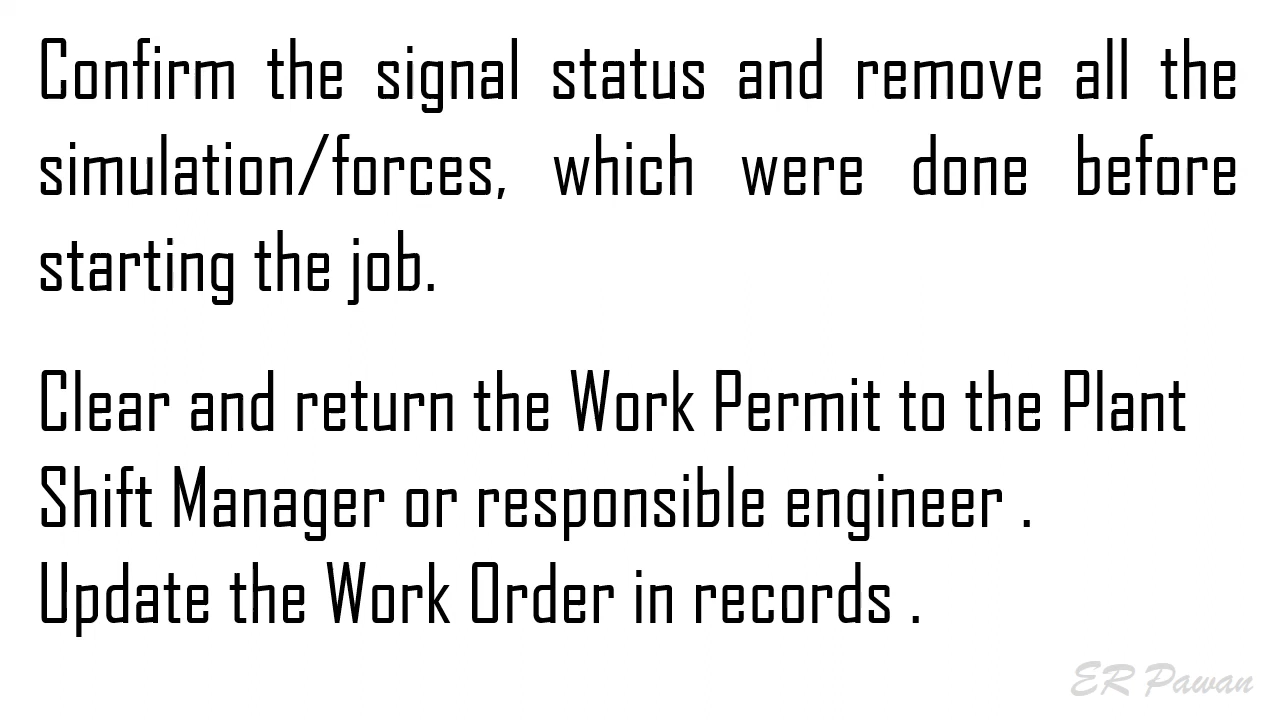 Confirm the signal status and remove all the
simulation/forces, which were done before
starting the job.
Clear and return the Work Permit to the Plant
Shift Manager or responsible engineer .
Update the Work Order in records .
ER Pawan